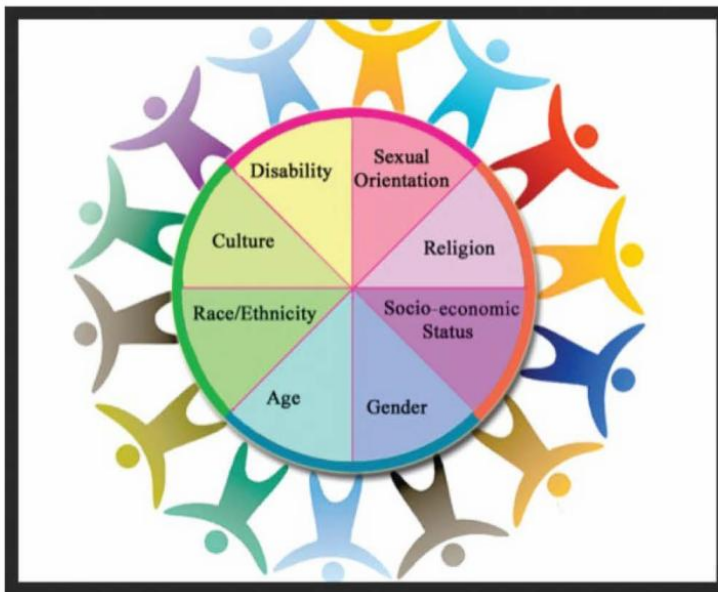 Disability
Sexual
Orientation
Culture
Religion
Race/Ethnicity
Socio-economic
Status
Age
Gender